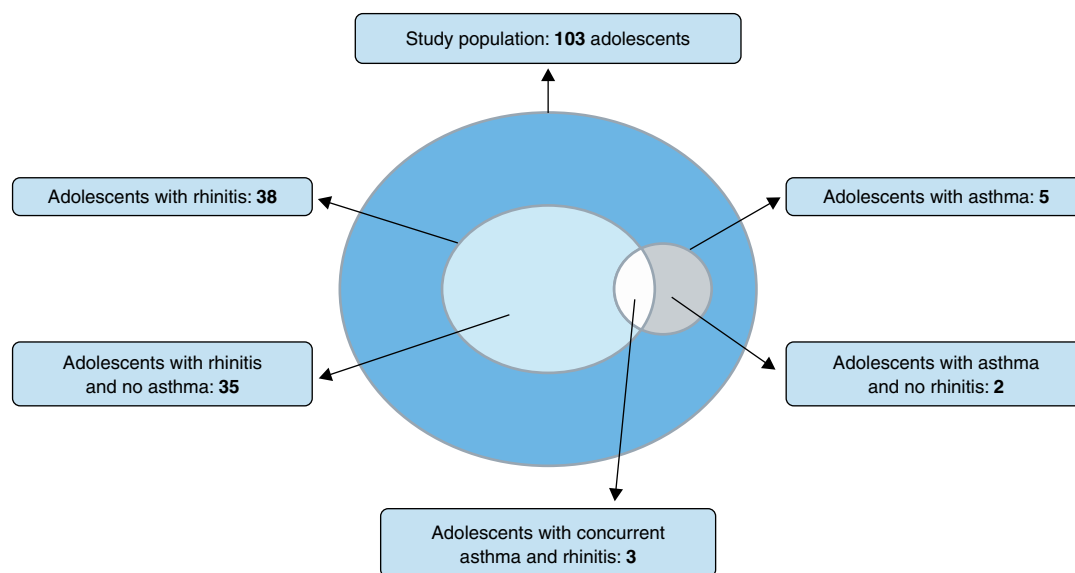 Study population: 103 adolescents
Adolescents with rhinitis: 38
Adolescents with asthma: 5
Adolescents with rhinitis
and no asthma: 35
Adolescents with asthma
and no rhinitis: 2
Adolescents with concurrent
asthma and rhinitis: 3